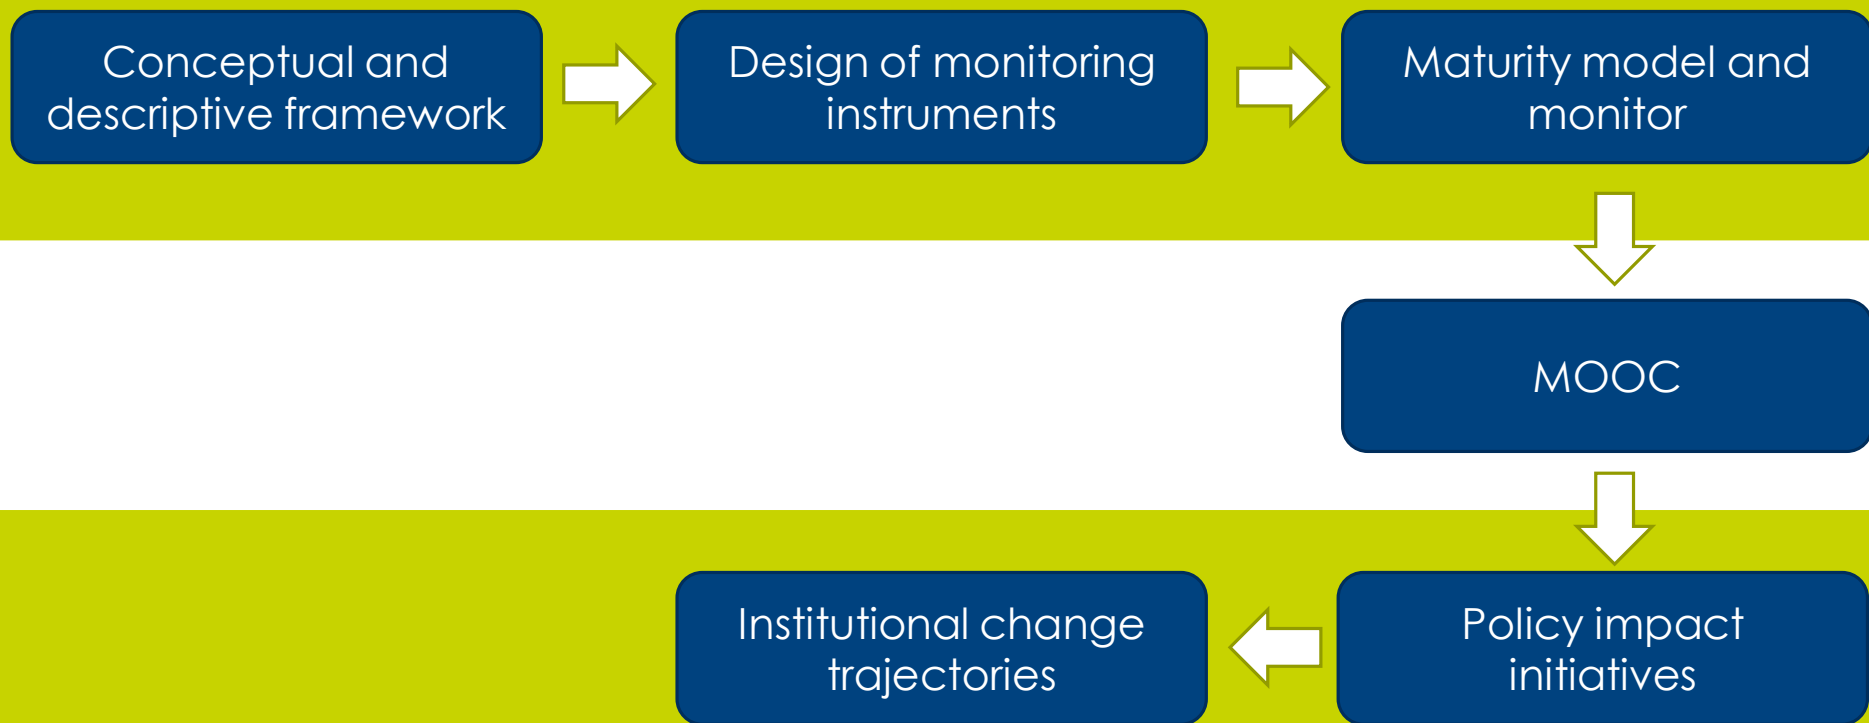 Conceptual and
descriptive framework
Design of monitoring
instruments
Maturity model and
monitor
MOOC
Policy impact
initiatives
Institutional change
trajectories